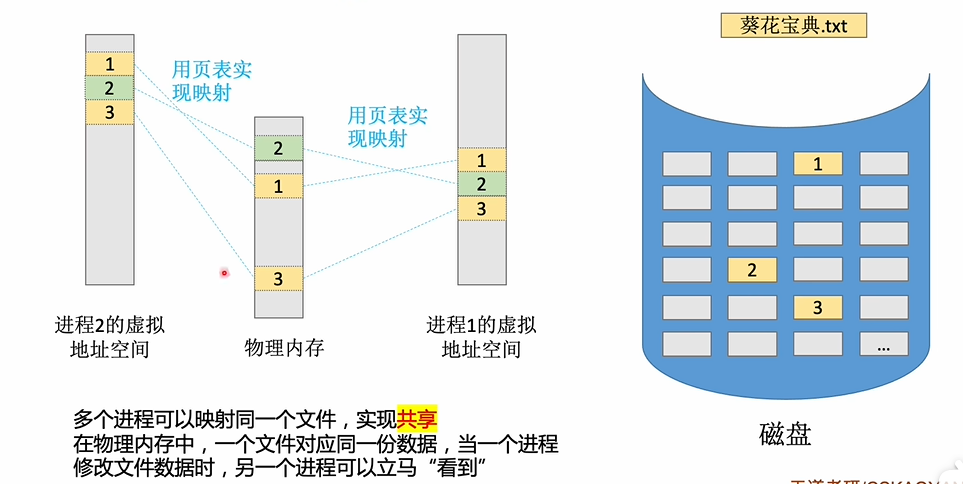 葵花宝典.txt
1
2
3
用页表实
现映射
2
1
3
用页表实
现映射
1
2
3
1
2
3
...
进程2的虚拟
地址空间
物理内存
进程1的虚拟
地址空间
磁盘
多个进程可以映射同一个文件，实现共享
在物理内存中，一个文件对应同一份数据，当一个进程
修改文件数据时，另一个进程可以立马“看到”